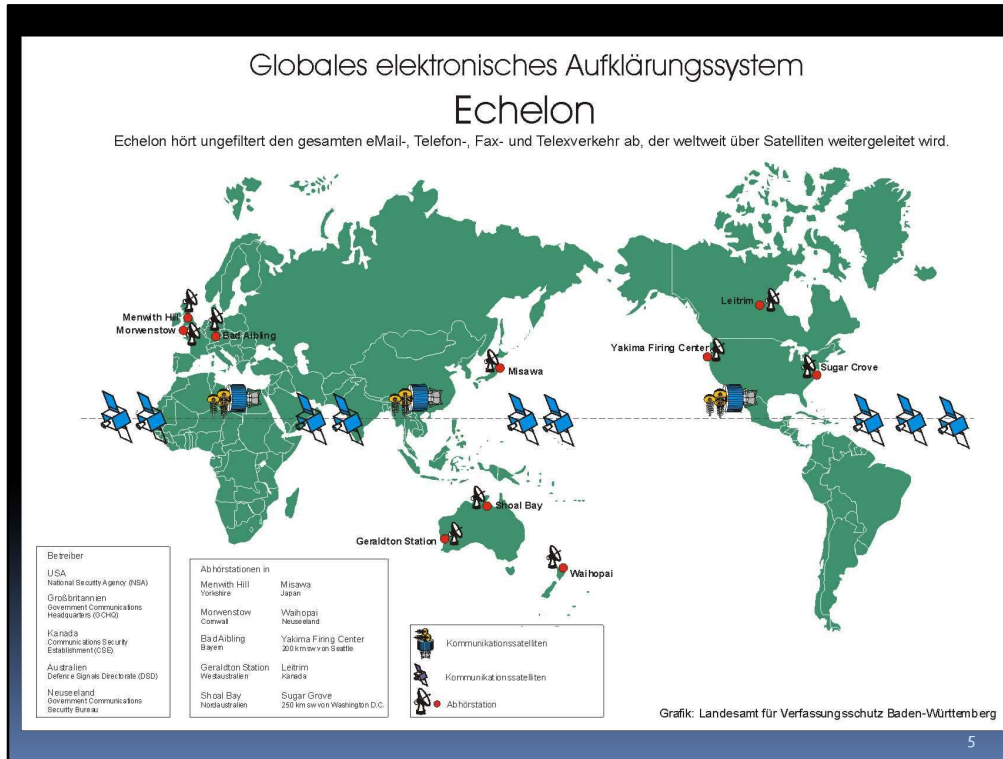 Globales elektronisches Aufklärungssystem
Echelon
Echelon hört ungefiltert den gesamten eMail-, Telefon-, Fax- und Telexverkehr ab, der weltweit über Satelliten weitergeleitet wird.
Menwith Hill
Morwenstow
Bad Aibling
Misawa
Leitrim
Yakima Firing Center
Sugar Crove
Shoal Bay
Geraldton Station
Waihopai
Betreiber
USA
National Security Agency (NSA)
Großbritannien
Government Communications
Headquarters (GCHQ)
Kanada
Communications Security
Establishment (CSE)
Australien
Defence Signals Directorate (DSD)
Neuseeland
Government Communications
Security Bureau
Abhörstationen in
Menwith Hill
Yorkshire
Morwenstow
Cornwall
BadAibling
Bayern
Geraldton Station
Westaustralien
Shoal Bay
Nordaustralien
Misawa
Japan
Waihopai
Neuseeland
Yakima Firing Center
200 km sw von Seattle
Leitrim
Kanada
Sugar Grove
250 km sw von Washington D.C.
Kommunikationssatelliten
Kommunikationssatelliten
Abhörstation
Grafik: Landesamt für Verfassungsschutz Baden-Württemberg
5